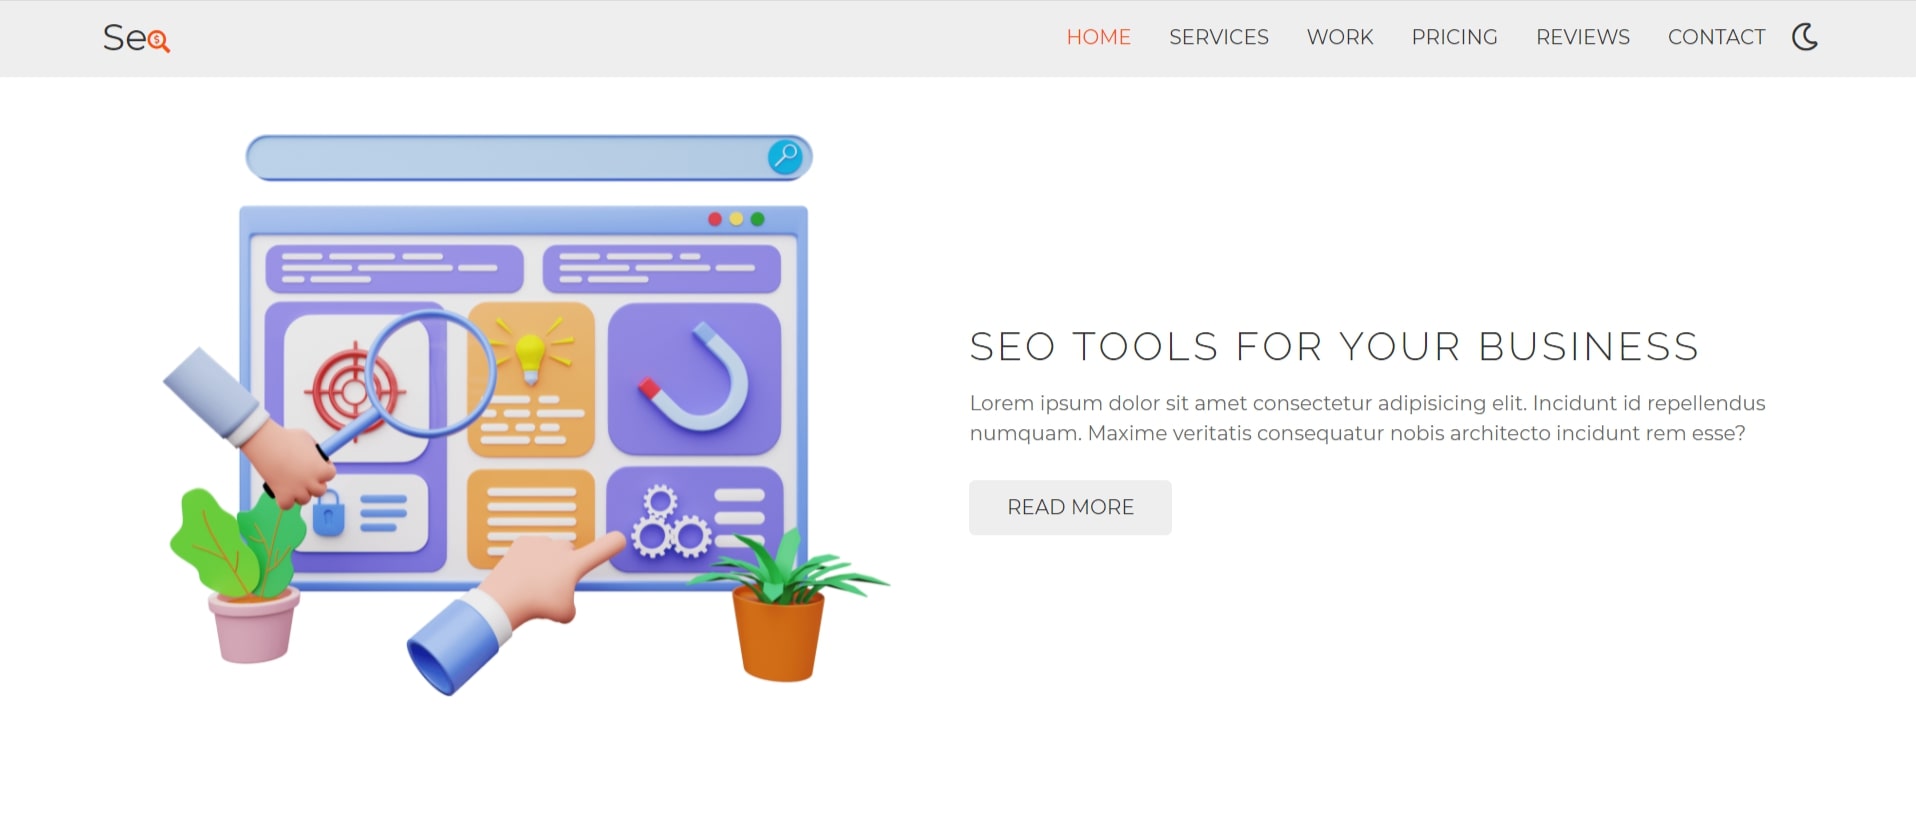 Seo
HOME SERVICES WORK PRICING REVIEWS CONTACT
SEO TOOLS FOR YOUR BUSINESS
Lorem ipsum dolor sit amet consectetur adipisicing elit. Incidunt id repellendus
numquam. Maxime veritatis consequatur nobis architecto incidunt rem esse?
READ MORE